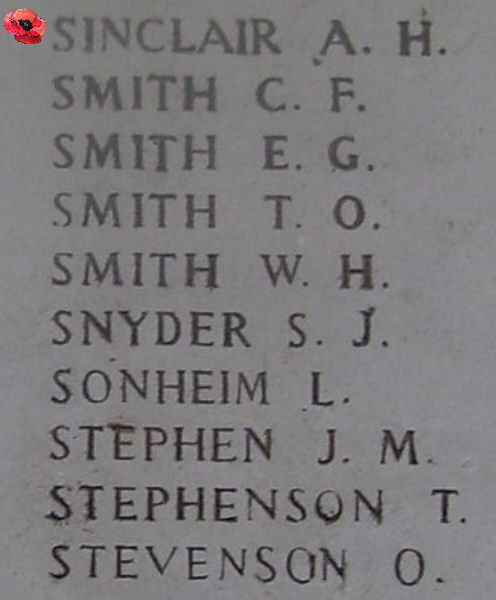 SINCLAIR A. H.
SMITH C. F.
SMITH E. G.
SMITH T. O.
SMITH W. H.
SNYDER S. J.
SONHEIM L.
STEPHEN J. M.
STEPHENSON T.
STEVENSON O.